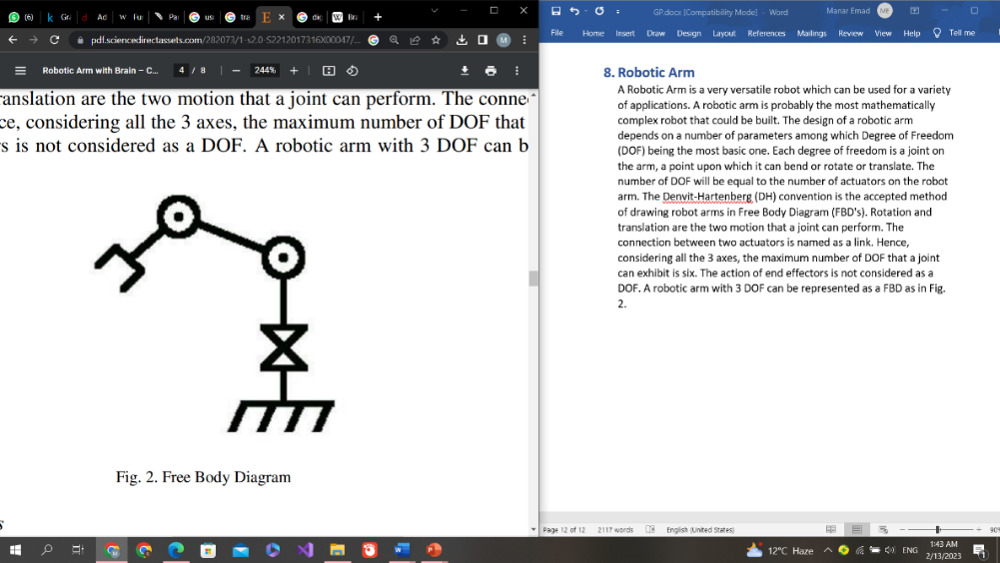 (6)
Gra
Ad
Fu
Pa
usi
tra
dig
Bra
pdf.sciencedirectassets.com/282073/1-s2.0-S2212017316X00047/...
Robotic Arm with Brain – C...
4 / 8
244%
ranslation are the two motion that a joint can perform. The conne
ce, considering all the 3 axes, the maximum number of DOF that
s is not considered as a DOF. A robotic arm with 3 DOF can b
Fig. 2. Free Body Diagram
s
GP.docx [Compatibility Mode] - Word
Manar Emad
ME
File Home Insert Draw Design Layout References Mailings Review View Help Tell me
8. Robotic Arm
A Robotic Arm is a very versatile robot which can be used for a variety
of applications. A robotic arm is probably the most mathematically
complex robot that could be built. The design of a robotic arm
depends on a number of parameters among which Degree of Freedom
(DOF) being the most basic one. Each degree of freedom is a joint on
the arm, a point upon which it can bend or rotate or translate. The
number of DOF will be equal to the number of actuators on the robot
arm. The Denvit-Hartenberg (DH) convention is the accepted method
of drawing robot arms in Free Body Diagram (FBD's). Rotation and
translation are the two motion that a joint can perform. The
connection between two actuators is named as a link. Hence,
considering all the 3 axes, the maximum number of DOF that a joint
can exhibit is six. The action of end effectors is not considered as a
DOF. A robotic arm with 3 DOF can be represented as a FBD as in Fig.
2.
Page 12 of 12 2117 words English (United States)
90%
12°C Haze
ENG
1:43 AM
2/13/2023